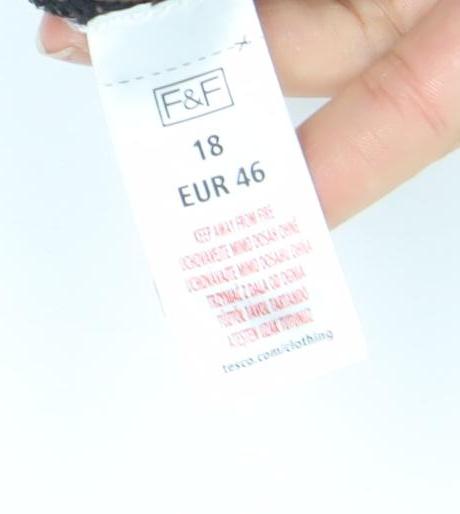 F&F
18
EUR 46
KEEP AWAY FROM FIRE
UCHOVÁVEJTE MIMO DOSAH OHNĚ
UCHOVÁVAJTE MIMO DOSAHU OHŇA
TRZYMAĆ Z DALA OD OGNIA
TŰZTŐL TÁVOL TARTANDÓ
ATEŞTEN UZAK TUTUNUZ
tesco.com/clothing